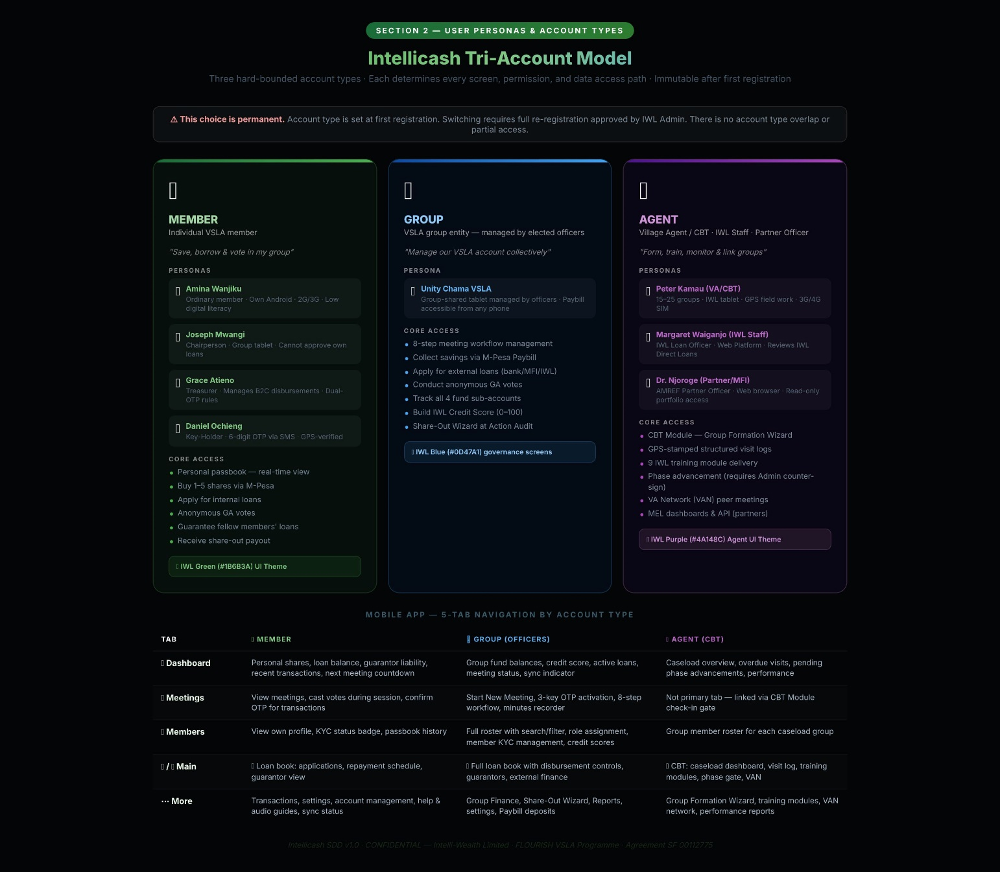 SECTION 2 — USER PERSONAS & ACCOUNT TYPES
Intellicash Tri-Account Model
Three hard-bounded account types · Each determines every screen, permission, and data access path · Immutable after first registration
⚠ This choice is permanent. Account type is set at first registration. Switching requires full re-registration approved by IWL Admin. There is no account type overlap or
partial access.
MEMBER
Individual VSLA member
"Save, borrow & vote in my group"
PERSONAS
Amina Wanjiku
Ordinary member · Own Android · 2G/3G · Low
digital literacy
Joseph Mwangi
Chairperson · Group tablet · Cannot approve own
loans
Grace Atieno
Treasurer · Manages B2C disbursements · Dual-
OTP rules
Daniel Ochieng
Key-Holder · 6-digit OTP via SMS · GPS-verified
CORE ACCESS
• Personal passbook — real-time view
• Buy 1–5 shares via M-Pesa
• Apply for internal loans
• Anonymous GA votes
• Guarantee fellow members' loans
• Receive share-out payout
IWL Green (#1B6B3A) UI Theme
GROUP
VSLA group entity — managed by elected officers
"Manage our VSLA account collectively"
PERSONA
Unity Chama VSLA
Group-shared tablet managed by officers · Paybill
accessible from any phone
CORE ACCESS
• 8-step meeting workflow management
• Collect savings via M-Pesa Paybill
• Apply for external loans (bank/MFI/IWL)
• Conduct anonymous GA votes
• Track all 4 fund sub-accounts
• Build IWL Credit Score (0–100)
• Share-Out Wizard at Action Audit
IWL Blue (#0D47A1) governance screens
AGENT
Village Agent / CBT · IWL Staff · Partner Officer
"Form, train, monitor & link groups"
PERSONAS
Peter Kamau (VA/CBT)
15–25 groups · IWL tablet · GPS field work · 3G/4G
SIM
Margaret Waiganjo (IWL Staff)
IWL Loan Officer · Web Platform · Reviews IWL
Direct Loans
Dr. Njoroge (Partner/MFI)
AMREF Partner Officer · Web browser · Read-only
portfolio access
CORE ACCESS
• CBT Module — Group Formation Wizard
• GPS-stamped structured visit logs
• 9 IWL training module delivery
• Phase advancement (requires Admin counter-
sign)
• VA Network (VAN) peer meetings
• MEL dashboards & API (partners)
IWL Purple (#4A148C) Agent UI Theme
MOBILE APP — 5-TAB NAVIGATION BY ACCOUNT TYPE
TAB MEMBER GROUP (OFFICERS) AGENT (CBT)
Dashboard
Personal shares, loan balance, guarantor liability,
recent transactions, next meeting countdown
Group fund balances, credit score, active loans,
meeting status, sync indicator
Caseload overview, overdue visits, pending
phase advancements, performance
Meetings
View meetings, cast votes during session, confirm
OTP for transactions
Start New Meeting, 3-key OTP activation, 8-step
workflow, minutes recorder
Not primary tab — linked via CBT Module
check-in gate
Members
View own profile, KYC status badge, passbook history
Full roster with search/filter, role assignment,
member KYC management, credit scores
Group member roster for each caseload group
/ Main
Loan book: applications, repayment schedule,
guarantor view
Full loan book with disbursement controls,
guarantors, external finance
CBT: caseload dashboard, visit log, training
modules, phase gate, VAN
··· More
Transactions, settings, account management, help &
audio guides, sync status
Group Finance, Share-Out Wizard, Reports,
settings, Paybill deposits
Group Formation Wizard, training modules, VAN
network, performance reports
Intellicash SDD v1.0 · CONFIDENTIAL — Intelli-Wealth Limited · FLOURISH VSLA Programme · Agreement SF 00112775